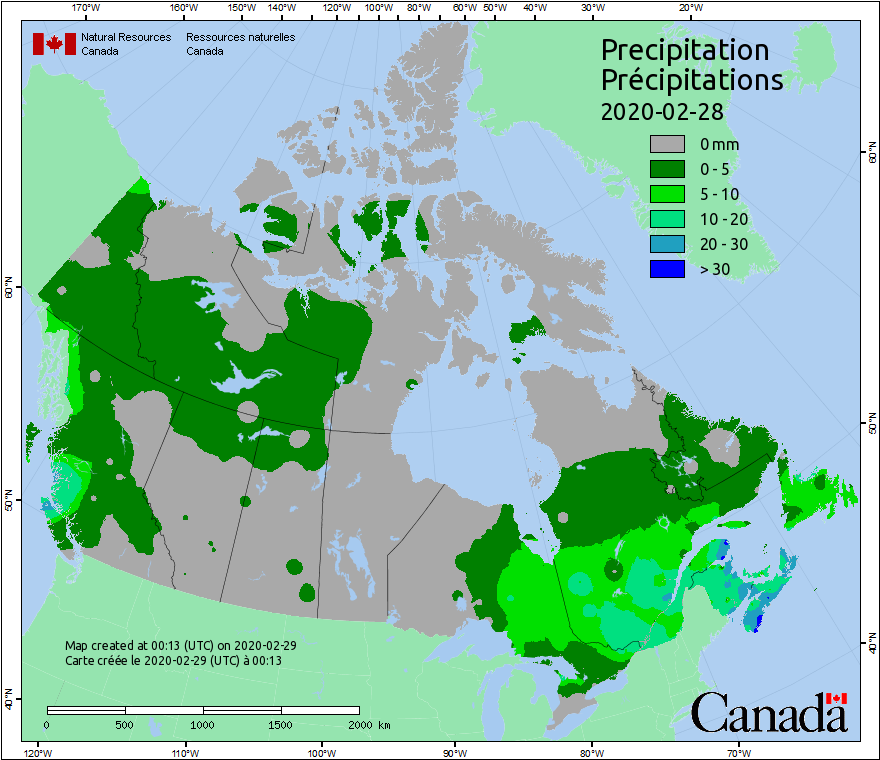 170°W 160°W 150°W 140°W 130°W 120°W 110°W 100°W 90°W 80°W 60°W 50°W 40°W 30°W 20°W
Natural Resources Ressources naturelles
Canada Canada
Precipitation
Précipitations
2020-02-28
0 mm
0 - 5
5 - 10
10 - 20
20 - 30
> 30
60°N
60°N
50°N
50°N
40°N
40°N
Map created at 00:13 (UTC) on 2020-02-29
Carte créée le 2020-02-29 (UTC) à 00:13
0 500 1000 1500 2000 km
Canada
120°W 110°W 100°W 90°W 80°W 70°W